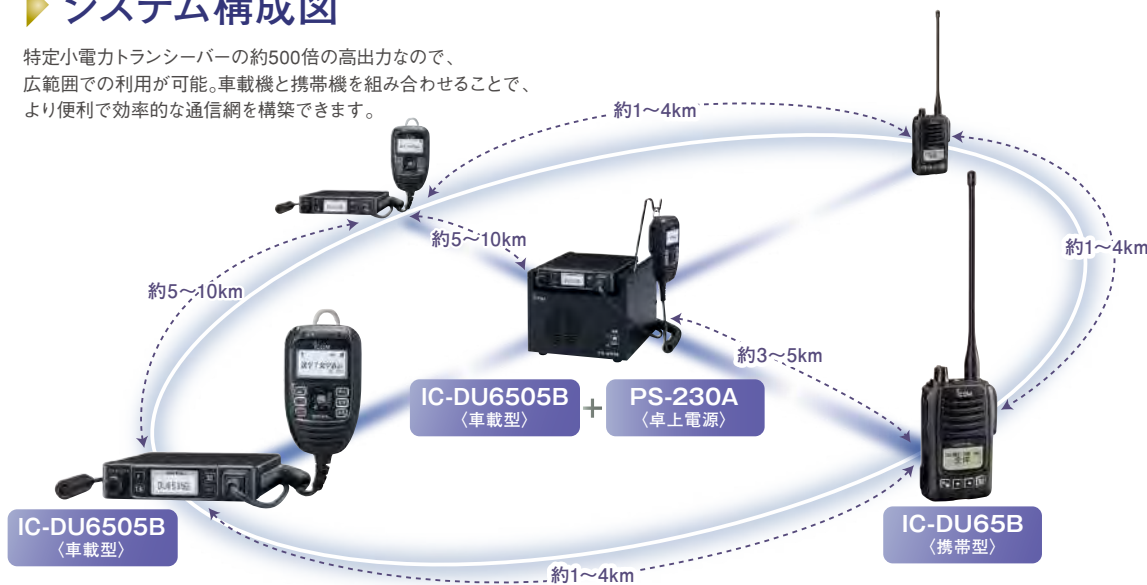 システム構成図
特定小電力トランシーバーの約500倍の高出力なので、
広範囲での利用が可能。車載機と携帯機を組み合わせることで、
より便利で効率的な通信網を構築できます。
約1～4km
約5～10km
約1～4km
約5～10km
約3～5km
IC-DU6505B
〈車載型〉
+
PS-230A
〈卓上電源〉
IC-DU6505B
〈車載型〉
IC-DU65B
〈携帯型〉
約1～4km